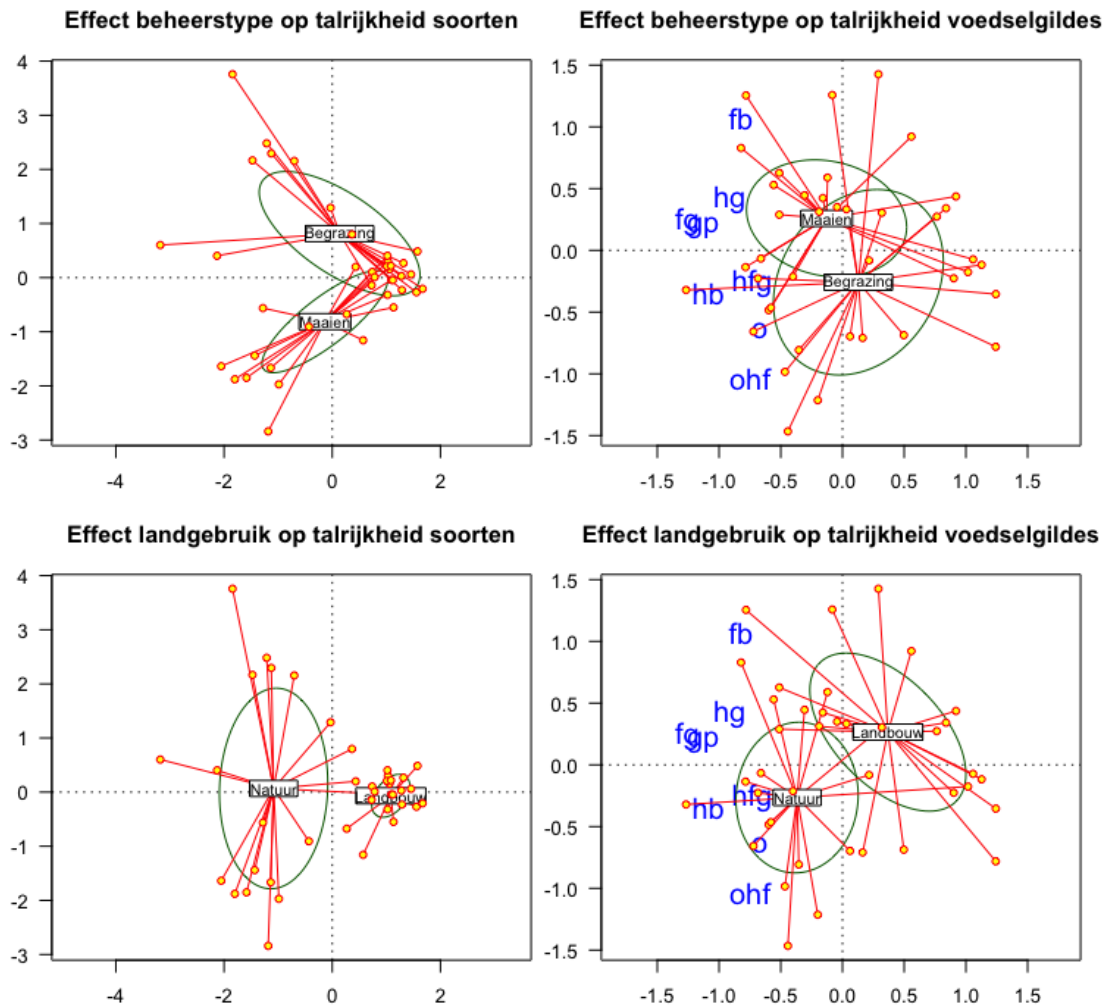 Effect beheerstype op talrijkheid soorten
4
3
2
1
0
-1
-2
-3
Begrazing
Maaien
-4 -2 0 2
Effect beheerstype op talrijkheid voedselgildes
1.5
1.0
0.5
0.0
-0.5
-1.0
-1.5
fb
hg
fg
gp
Maaien
Begrazing
hfg
hb
o
ohf
-1.5 -1.0 -0.5 0.0 0.5 1.0 1.5
Effect landgebruik op talrijkheid soorten
4
3
2
1
0
-1
-2
-3
Natuur
Landbouw
-4 -2 0 2
Effect landgebruik op talrijkheid voedselgildes
1.5
1.0
0.5
0.0
-0.5
-1.0
-1.5
fb
hg
fg
gp
Landbouw
Natuur
hfg
hb
o
ohf
-1.5 -1.0 -0.5 0.0 0.5 1.0 1.5